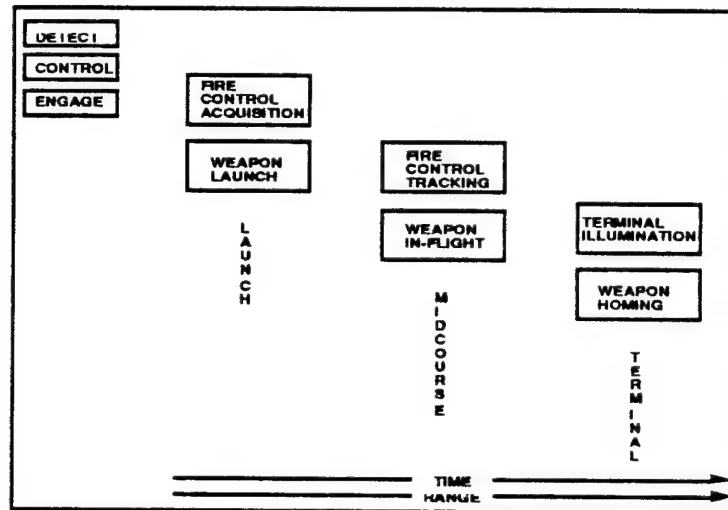 DETECT
CONTROL
ENGAGE
FIRE
CONTROL
ACQUISITION
WEAPON
LAUNCH
LAUNCH
FIRE
CONTROL
TRACKING
WEAPON
IN-FLIGHT
MIDCOURSE
TERMINAL
ILLUMINATION
WEAPON
HOMING
TERMINAL
TIME
RANGE